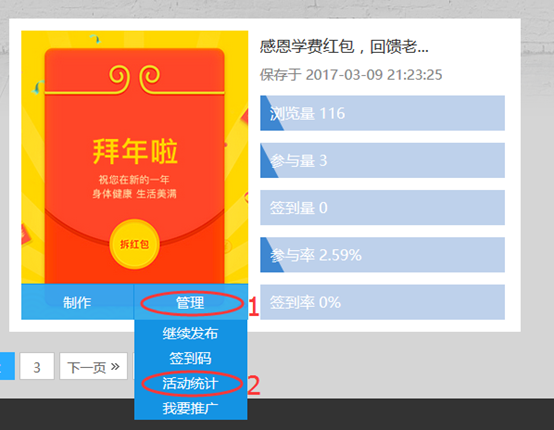 感恩学费红包，回馈老...
保存于 2017-03-09 21:23:25
浏览量 116
参与量 3
签到量 0
参与率 2.59%
签到率 0%
拜年啦
祝您在新的一年
身体健康 生活美满
拆红包
制作
管理
1
继续发布
签到码
活动统计
2
我要推广
3
下一页 »